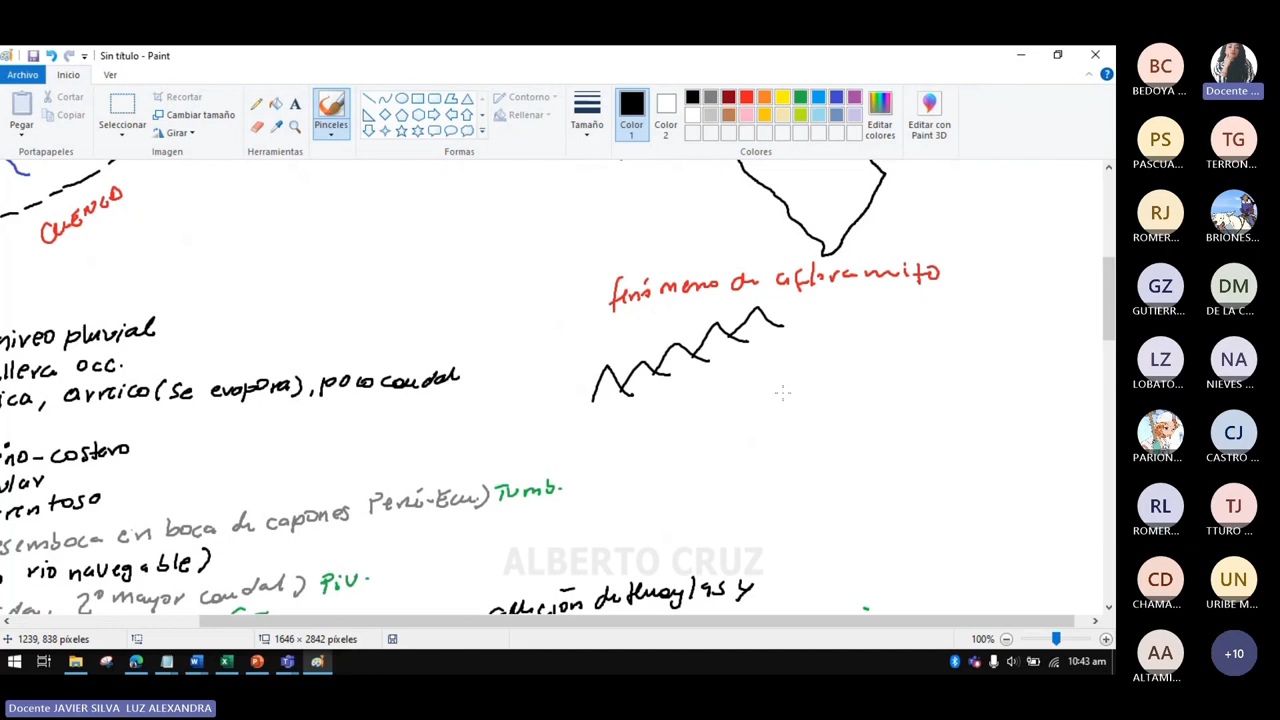 Sin título - Paint
Archivo Inicio Ver
Pegar
Cortar
Copiar
Portapapeles
Seleccionar
Recortar
Cambiar tamaño
Girar
Imagen
Herramientas
Pinceles
Contorno
Rellenar
Formas
Tamaño
Color 1
Color 2
Editar colores
Colores
Editar con Paint 3D
CUENCA
fenómeno de afloramito
niveo pluvial
llera occ.
ica, arreico (se evapora), poco caudal
ino-costero
ular
rentoso
esemboca en boca de capones Perú-Ecu.) Tumb.
rio navegable)
2º mayor caudal) Piu.
ALBERTO CRUZ
1239, 838 píxeles
1646 × 2842 píxeles
100%
10:43 am
Docente JAVIER SILVA LUZ ALEXANDRA
BC
BEDOYA ...
Docente ...
PS
PASCUA...
TG
TERRON...
RJ
ROMER...
BRIONES...
GZ
GUTIERR...
DM
DE LA C...
LZ
LOBATO...
NA
NIEVES ...
PARION...
CJ
CASTRO ...
RL
ROMER...
TJ
TTURO ...
CD
CHAMA...
UN
URIBE M...
AA
ALTAMI...
+10